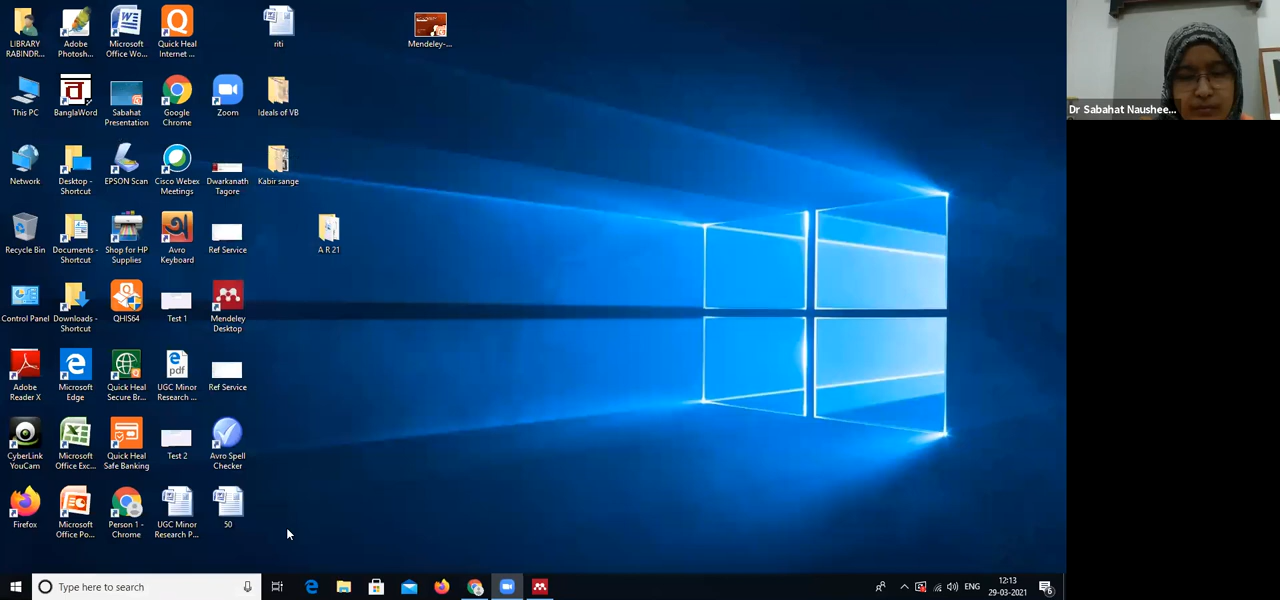 LIBRARY
RABINDR...
Adobe
Photosh...
Microsoft
Office Wo...
Quick Heal
Internet ...
riti
Mendeley-...
This PC
BanglaWord
Sabahat
Presentation
Google
Chrome
Zoom
Ideals of VB
Network
Desktop -
Shortcut
EPSON Scan
Cisco Webex
Meetings
Dwarkanath
Tagore
Kabir sange
Recycle Bin
Documents -
Shortcut
Shop for HP
Supplies
Avro
Keyboard
Ref Service
A R 21
Control Panel
Downloads -
Shortcut
QHIS64
Test 1
Mendeley
Desktop
Adobe
Reader X
Microsoft
Edge
Quick Heal
Secure Br...
pdf
UGC Minor
Research ...
Ref Service
CyberLink
YouCam
Microsoft
Office Exc...
Quick Heal
Safe Banking
Test 2
Avro Spell
Checker
Firefox
Microsoft
Office Po...
Person 1 -
Chrome
UGC Minor
Research P...
50
Dr Sabahat Naushee...
Type here to search
ENG
12:13
29-03-2021
6